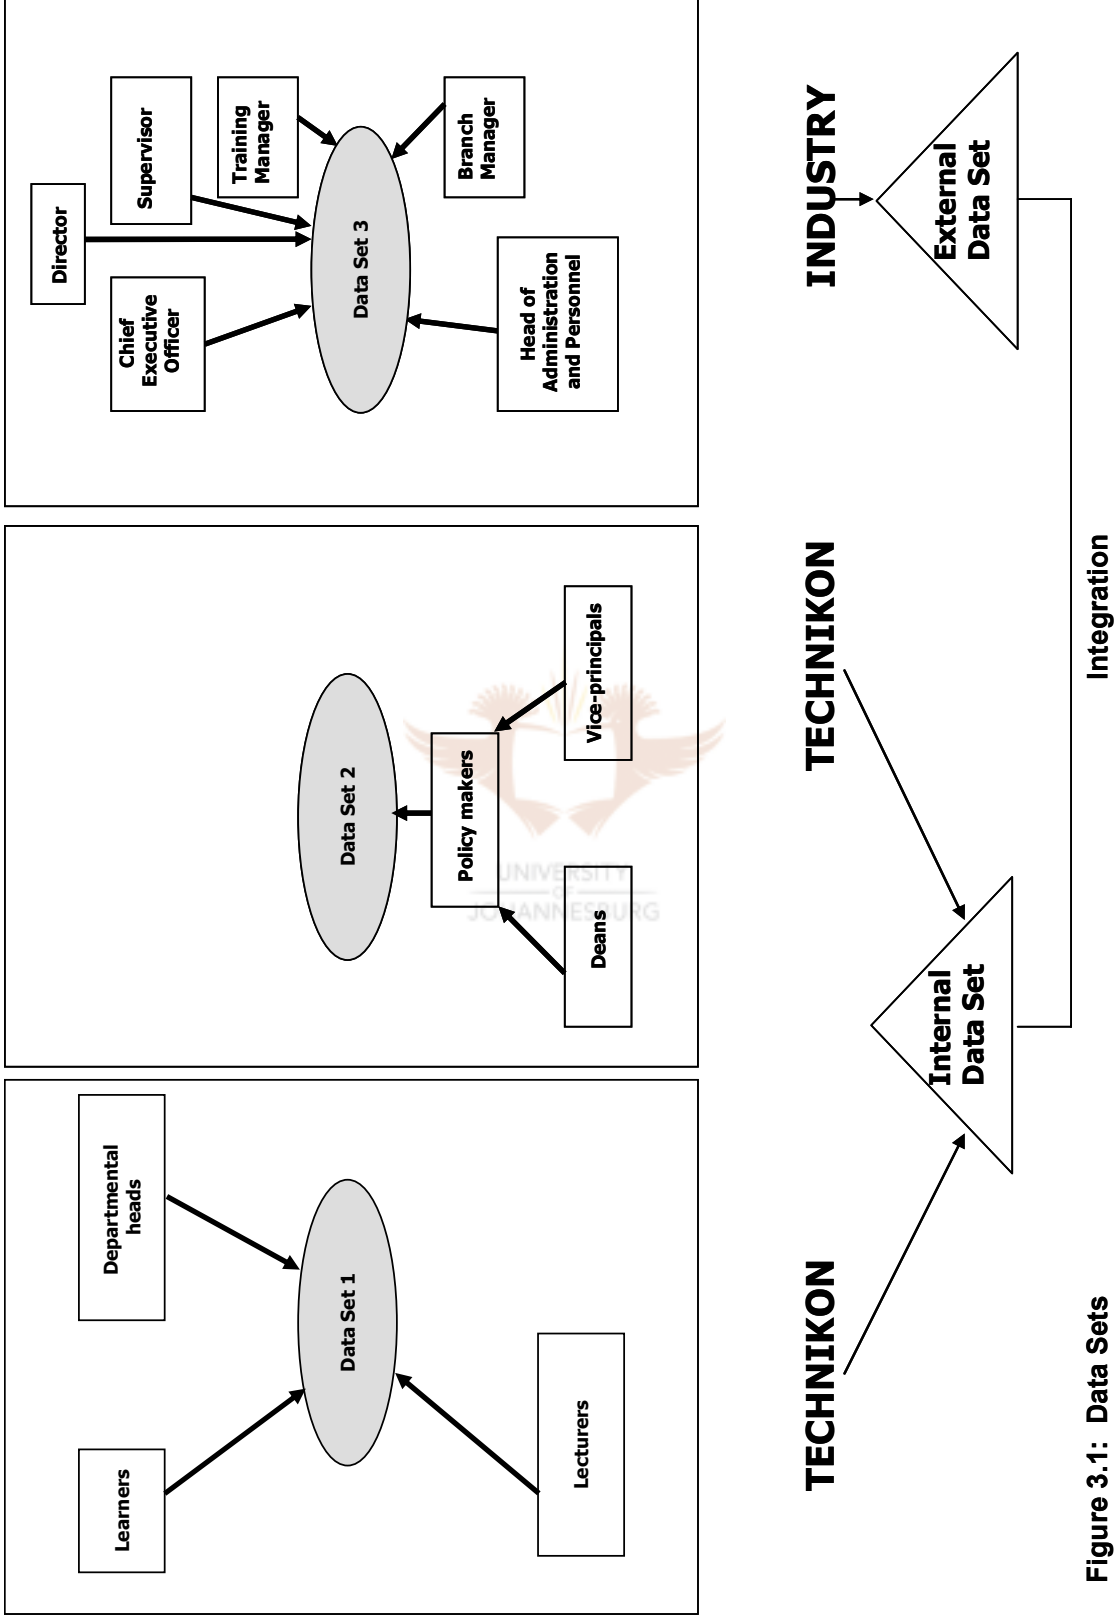 Learners
Departmental
heads
Data Set 1
Lecturers
Data Set 2
Policy makers
Deans
Vice-principals
Director
Chief
Executive
Officer
Supervisor
Training
Manager
Data Set 3
Head of
Administration
and Personnel
Branch
Manager
UNIVERSITY
OF
JOHANNESBURG
TECHNIKON
TECHNIKON
INDUSTRY
Internal
Data Set
External
Data Set
Integration
Figure 3.1: Data Sets